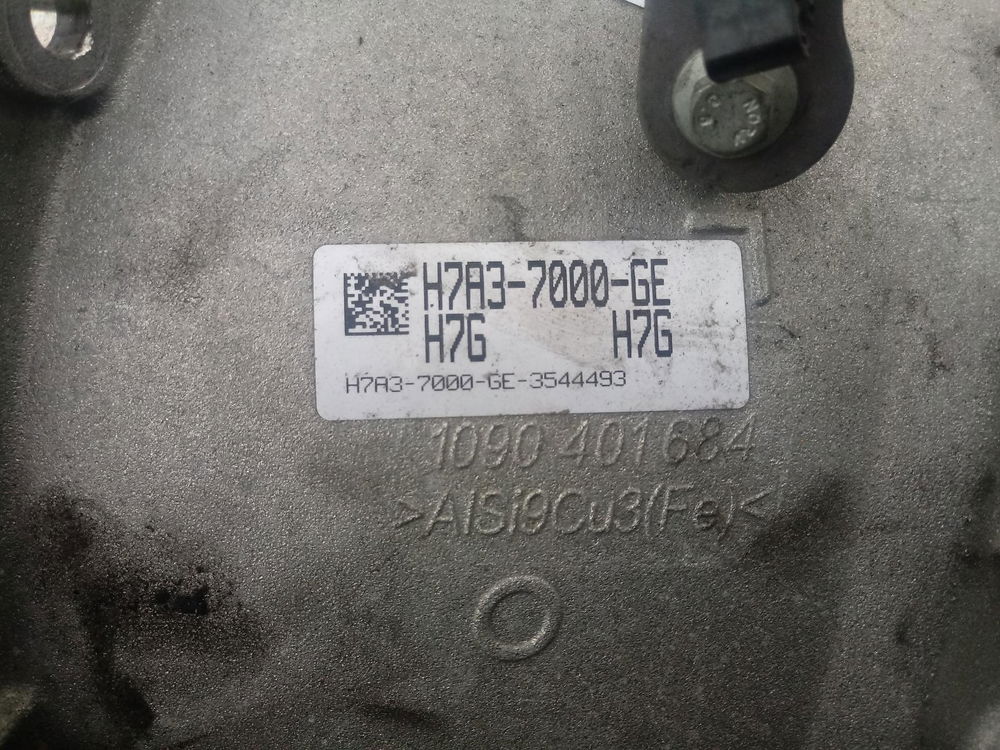 H7A3-7000-GE
H7G H7G
H7A3-7000-GE-3544493
1090 401 684
>AlSi9Cu3(Fe)<